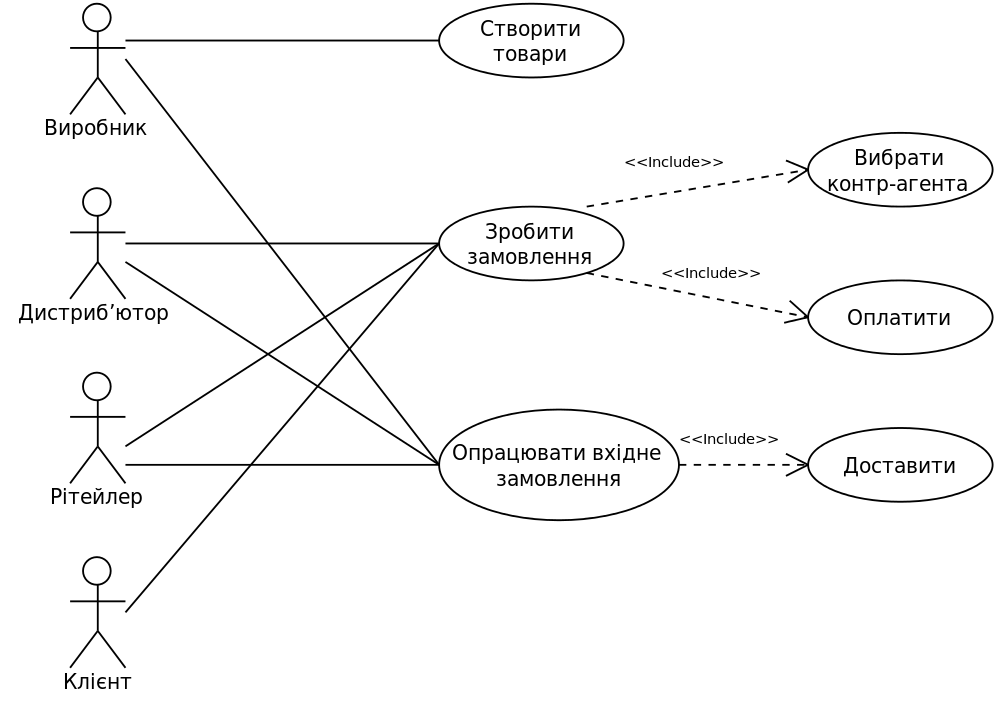 Створити
товари
Виробник
<<Include>>
Вибрати
контр-агента
Зробити
замовлення
<<Include>>
Дистриб’ютор
Оплатити
<<Include>>
Опрацювати вхідне
замовлення
Доставити
Рітейлер
Клієнт